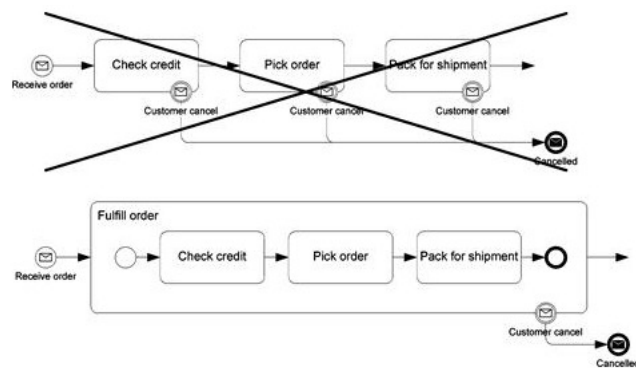 Check credit
Pick order
Pack for shipment
Receive order
Customer cancel
Customer cancel
Customer cancel
Cancelled
Fulfill order
Check credit
Pick order
Pack for shipment
Receive order
Customer cancel
Cancelled